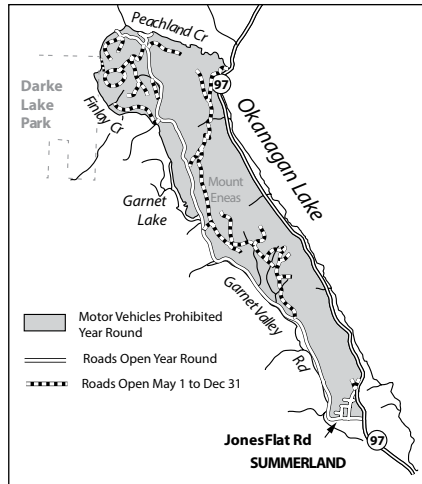 Peachland Cr
97
Darke
Lake
Park
Finlay Cr
Okanagan Lake
Garnet
Lake
Mount
Eneas
Garnet Valley
Rd
Motor Vehicles Prohibited
Year Round
Roads Open Year Round
Roads Open May 1 to Dec 31
JonesFlat Rd
SUMMERLAND
97